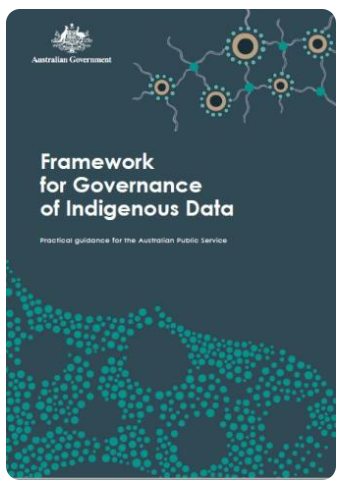 Australian Government
Framework
for Governance
of Indigenous Data
Practical guidance for the Australian Public Service